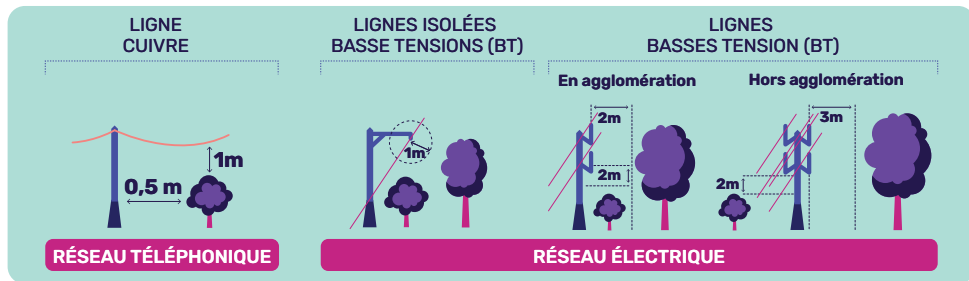 LIGNE
CUIVRE
LIGNES ISOLÉES
BASSE TENSIONS (BT)
LIGNES
BASSES TENSION (BT)
En agglomération
Hors agglomération
1m
0,5 m
1m
2m
2m
3m
2m
RÉSEAU TÉLÉPHONIQUE
RÉSEAU ÉLECTRIQUE